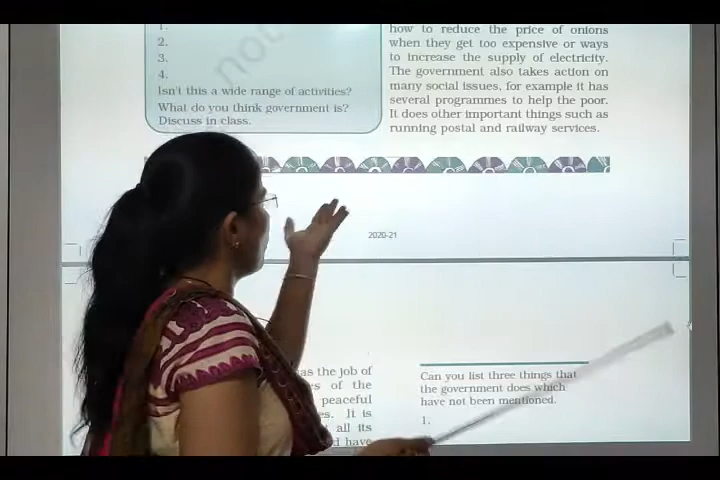 1.
2.
3.
4.
Isn't this a wide range of activities?
What do you think government is?
Discuss in class.
how to reduce the price of onions
when they get too expensive or ways
to increase the supply of electricity.
The government also takes action on
many social issues, for example it has
several programmes to help the poor.
It does other important things such as
running postal and railway services.
not
2020-21
as the job of
es of the
peaceful
es. It is
all its
d have
Can you list three things that
the government does which
have not been mentioned.
1.